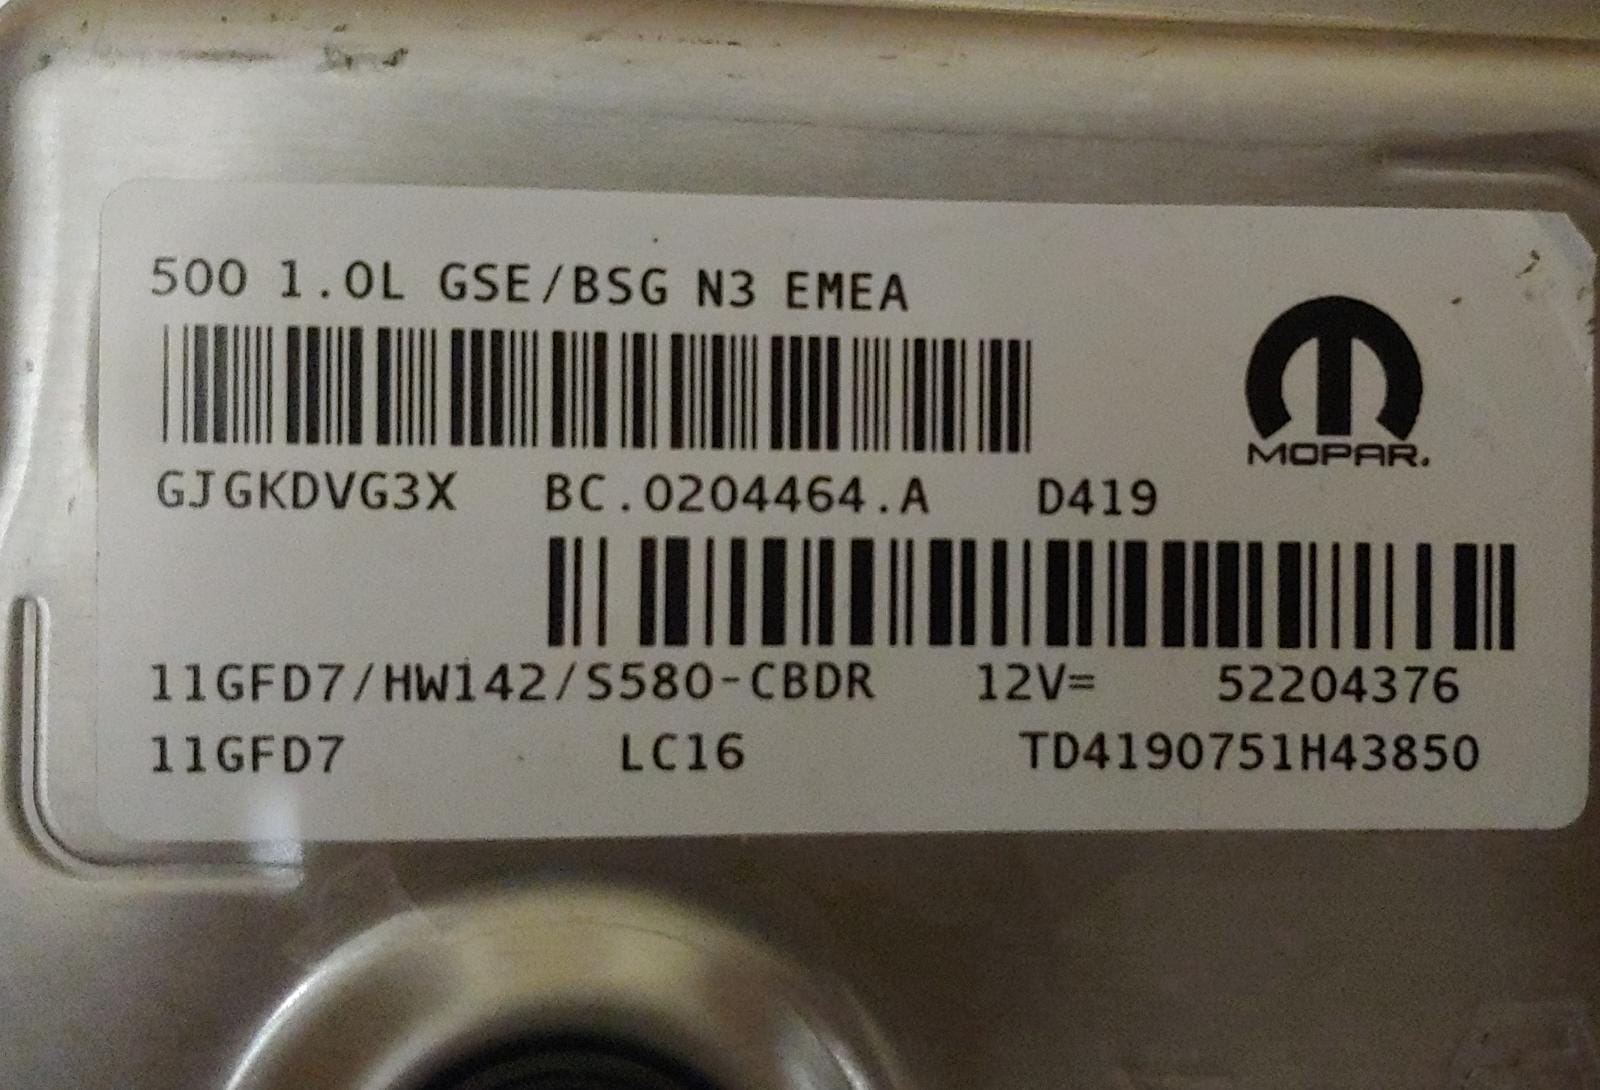 500 1.0L GSE/BSG N3 EMEA
MOPAR.
GJGKDVG3X BC.0204464.A D419
11GFD7/HW142/S580-CBDR 12V= 52204376
11GFD7 LC16 TD4190751H43850